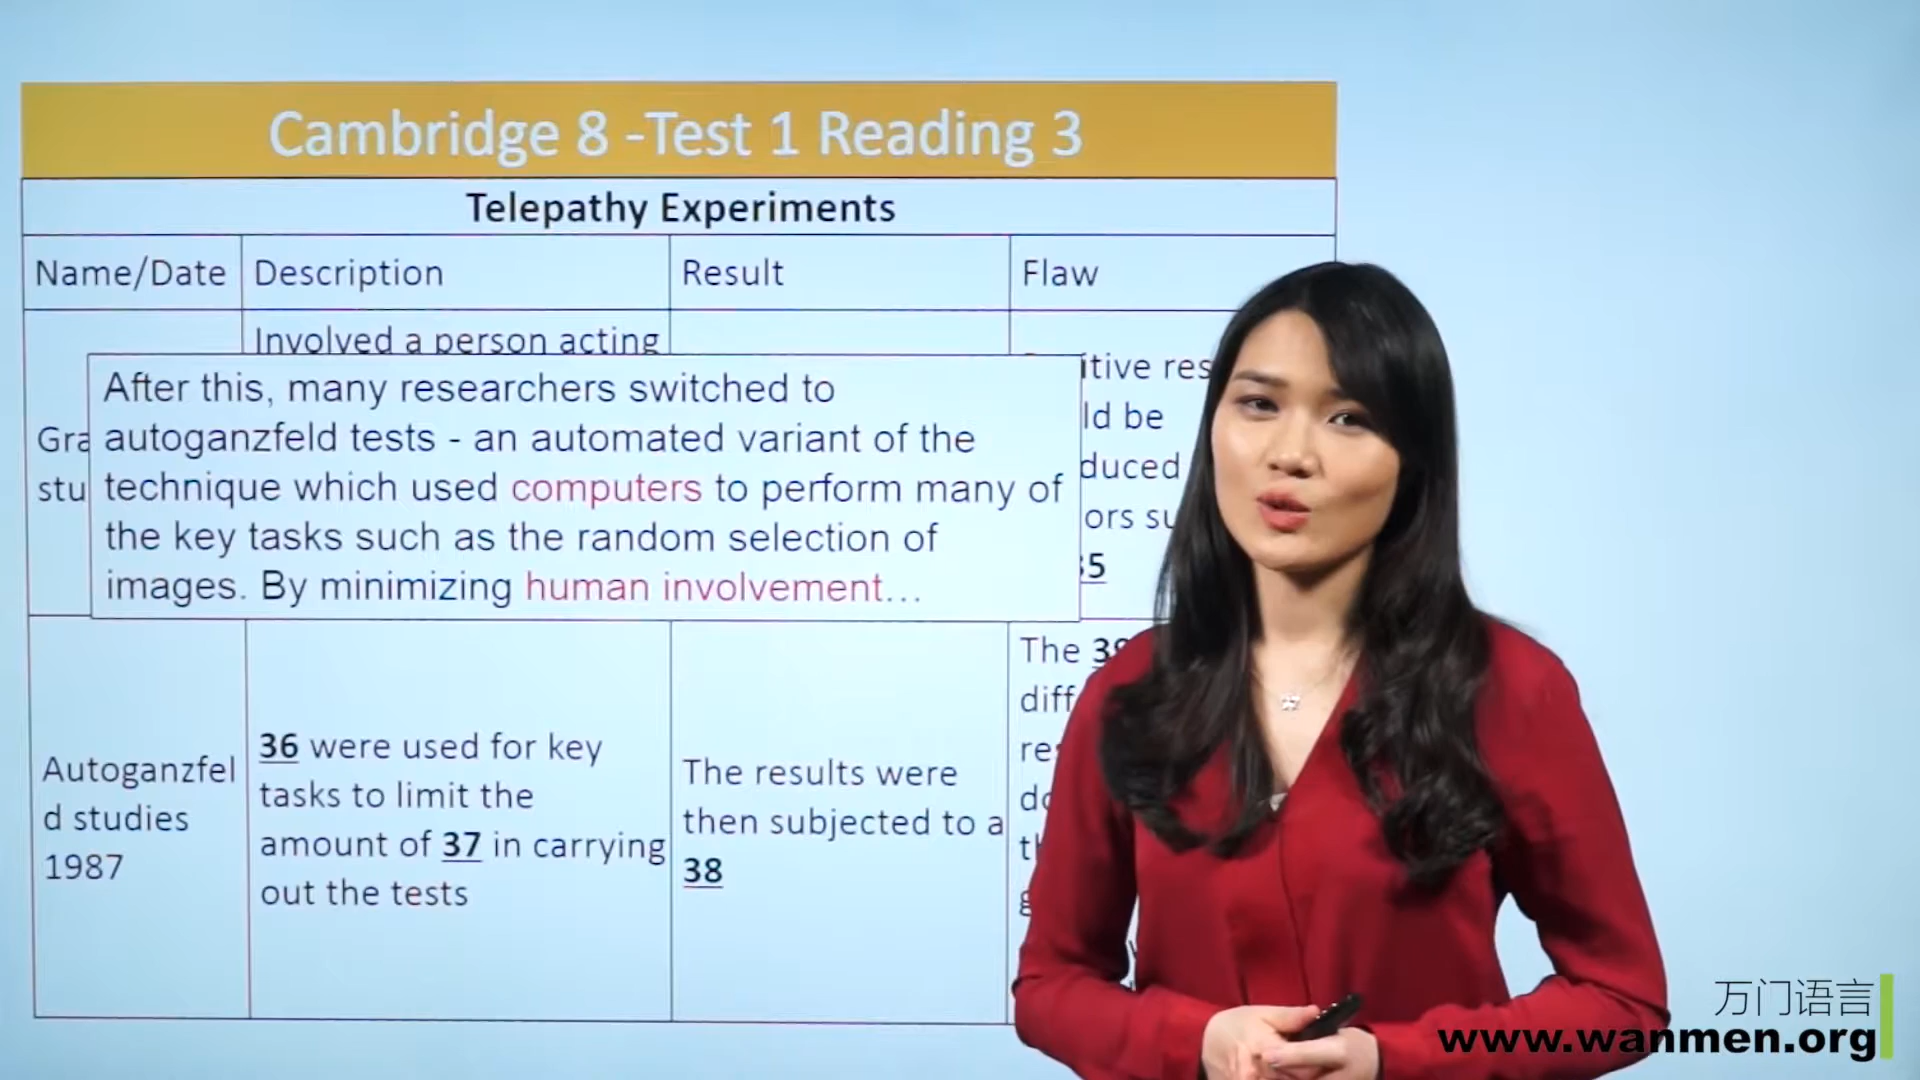 Cambridge 8 -Test 1 Reading 3
Telepathy Experiments
Name/Date
Description
Result
Flaw
Involved a person acting
After this, many researchers switched to
autoganzfeld tests - an automated variant of the
technique which used computers to perform many of
the key tasks such as the random selection of
images. By minimizing human involvement...
be
Autoganzfel
d studies
1987
36 were used for key
tasks to limit the
amount of 37 in carrying
out the tests
The results were
then subjected to a
38
The
万门语言
www.wanmen.org